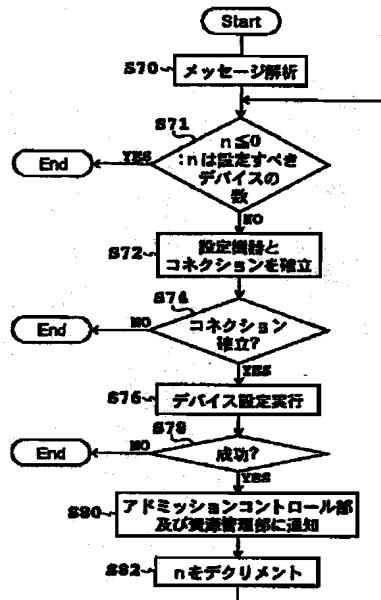 Start
S70
メッセージ解析
S71
n≦0
:nは設定すべき
デバイスの
数
YES
End
NO
S72
設定機器と
コネクションを確立
S74
コネクション
確立?
NO
End
YES
S76
デバイス設定実行
S78
成功?
NO
End
YES
S80
アドミッションコントロール部
及び資源管理部に通知
S82
nをデクリメント